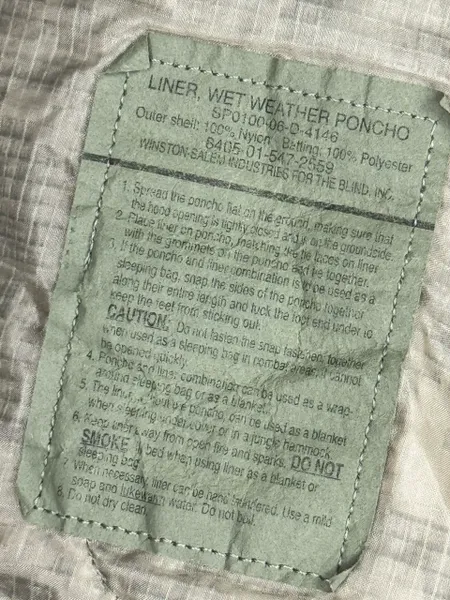 LINER, WET WEATHER PONCHO
SP0100-06-D-4146
Outer shell: 100% Nylon Batting: 100% Polyester
8405-01-547-2559
WINSTON-SALEM INDUSTRIES FOR THE BLIND, INC.
1. Spread the poncho flat on the ground, making sure that
the hood opening is tightly closed and is on the groundside.
2. Place liner on poncho, matching the tie laces on liner
with the grommets on the poncho and tie together.
3. If the poncho and liner combination is to be used as a
sleeping bag, snap the sides of the poncho together
along their entire length and tuck the foot end under to
keep the feet from sticking out.
CAUTION: Do not fasten the snap fasteners together
when used as a sleeping bag in combat areas. It cannot
be opened quickly.
4. Poncho and liner combination can be used as a wrap-
around sleeping bag or as a blanket.
5. The liner, without the poncho, can be used as a blanket
when sleeping under cover or in a jungle hammock.
6. Keep liner away from open fire and sparks. DO NOT
SMOKE in bed when using liner as a blanket or
sleeping bag.
7. When necessary, liner can be hand laundered. Use a mild
soap and lukewarm water. Do not boil.
8. Do not dry clean.